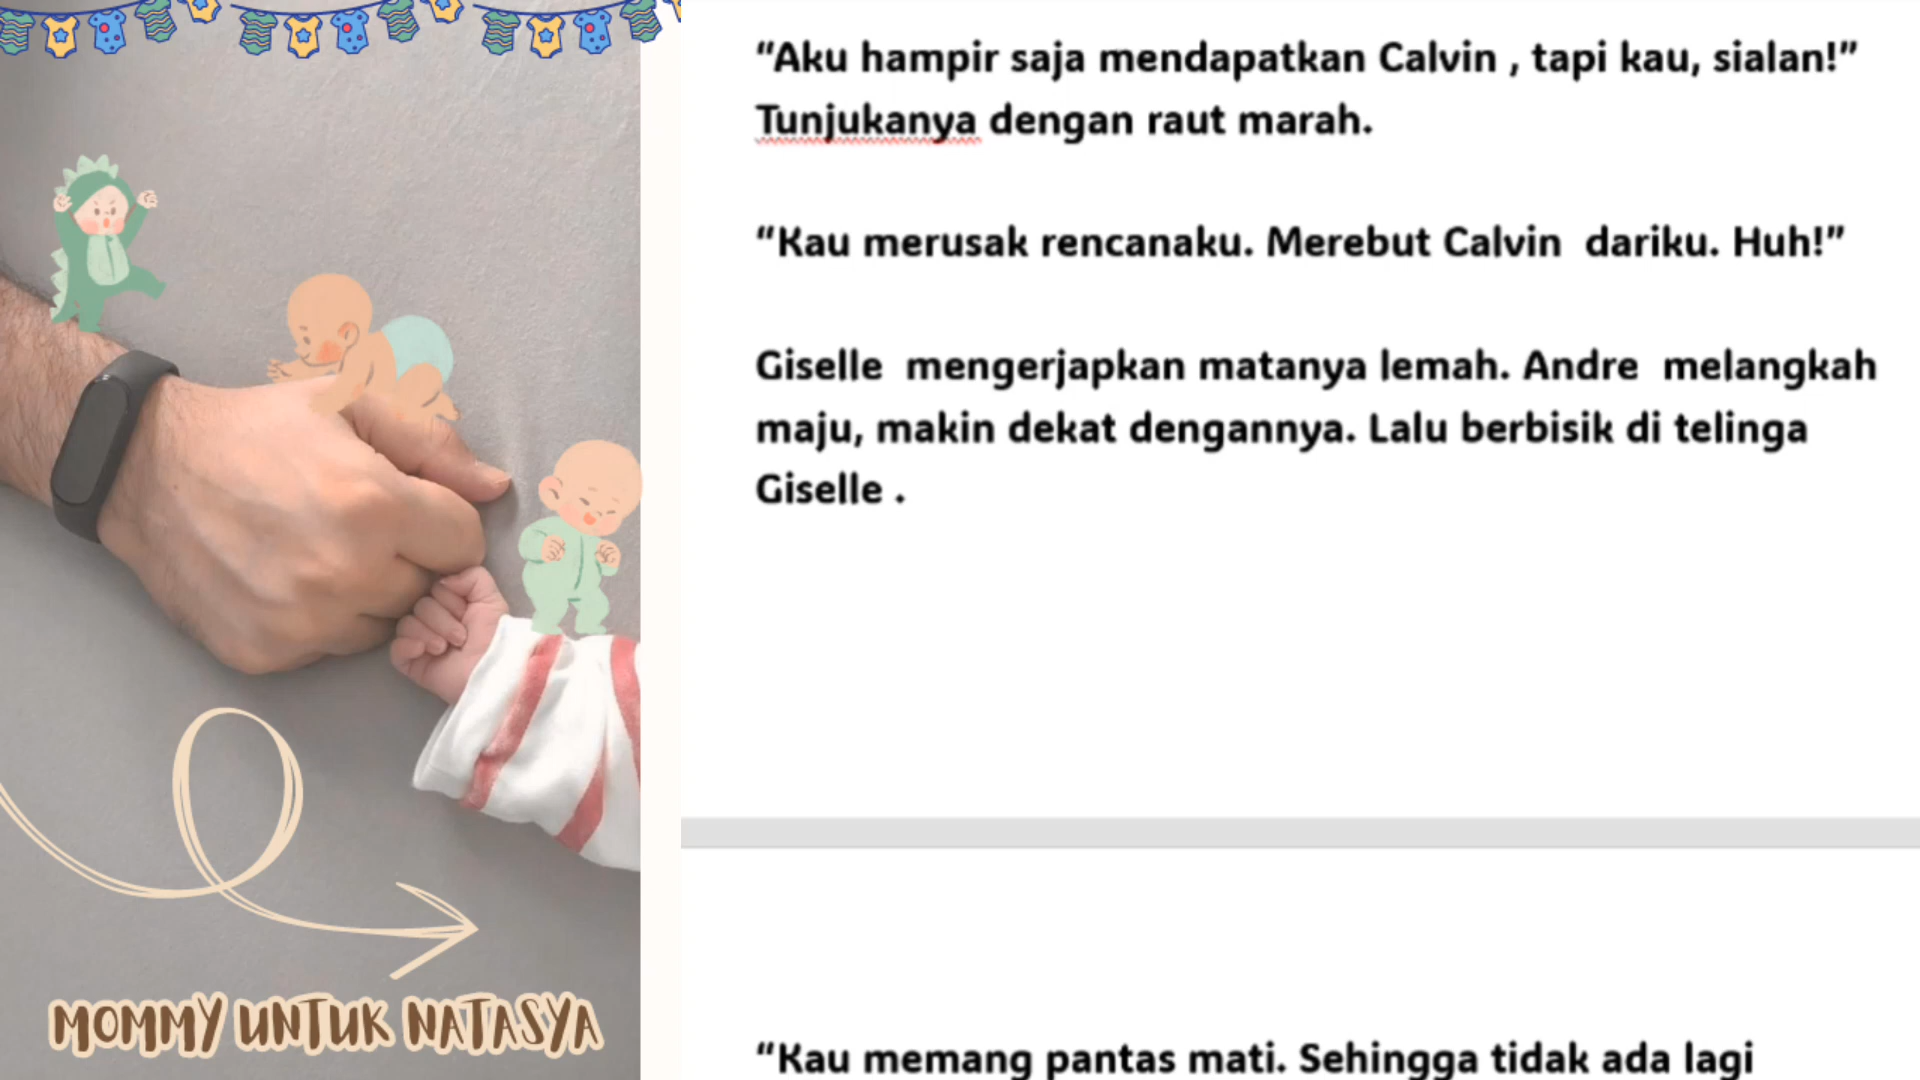 “Aku hampir saja mendapatkan Calvin , tapi kau, sialan!”
Tunjukanya dengan raut marah.
“Kau merusak rencanaku. Merebut Calvin  dariku. Huh!”
Giselle  mengerjapkan matanya lemah. Andre  melangkah
maju, makin dekat dengannya. Lalu berbisik di telinga
Giselle .
“Kau memang pantas mati. Sehingga tidak ada lagi
MOMMY UNTUK NATASYA